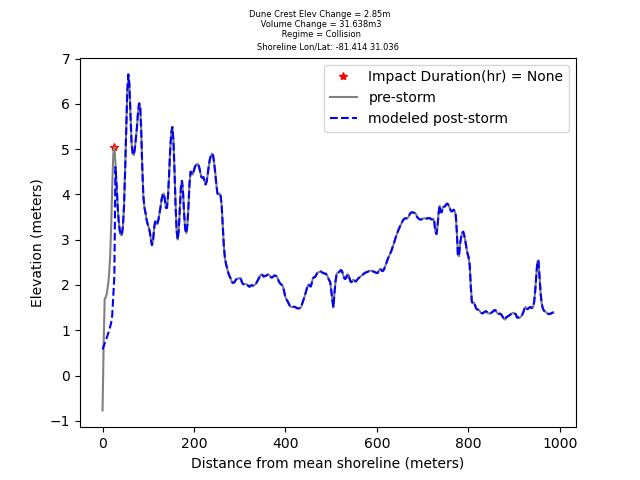 Dune Crest Elev Change = 2.85m
Volume Change = 31.638m3
Regime = Collision
Shoreline Lon/Lat: -81.414 31.036
Impact Duration(hr) = None
pre-storm
modeled post-storm
Elevation (meters)
7
6
5
4
3
2
1
0
−1
0 200 400 600 800 1000
Distance from mean shoreline (meters)